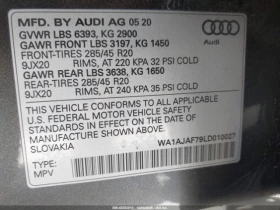 MFD. BY AUDI AG 05 20
GVWR LBS 6393, KG 2900
GAWR FRONT LBS 3197, KG 1450
FRONT-TIRES 285/45 R20
9JX20 RIMS, AT 220 KPA 32 PSI COLD
GAWR REAR LBS 3638, KG 1650
REAR-TIRES 285/45 R20
9JX20 RIMS, AT 240 KPA 35 PSI COLD
Audi
THIS VEHICLE CONFORMS TO ALL APPLICABLE
U.S. FEDERAL MOTOR VEHICLE SAFETY STANDARDS
IN EFFECT ON THE DATE OF MANUFACTURE SHOWN ABOVE.
SLOVAKIA
TYPE: WA1AJAF79LD010027
MPV